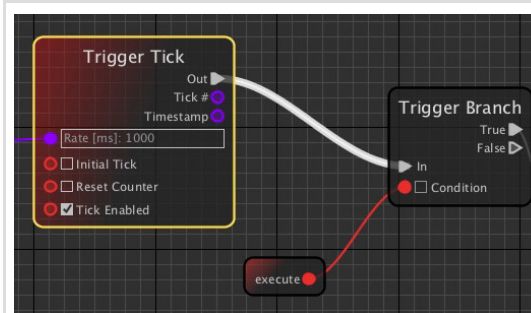 Trigger Tick
Out
Tick #
Timestamp
Rate [ms]: 1000
Initial Tick
Reset Counter
Tick Enabled
Trigger Branch
True
False
In
Condition
execute